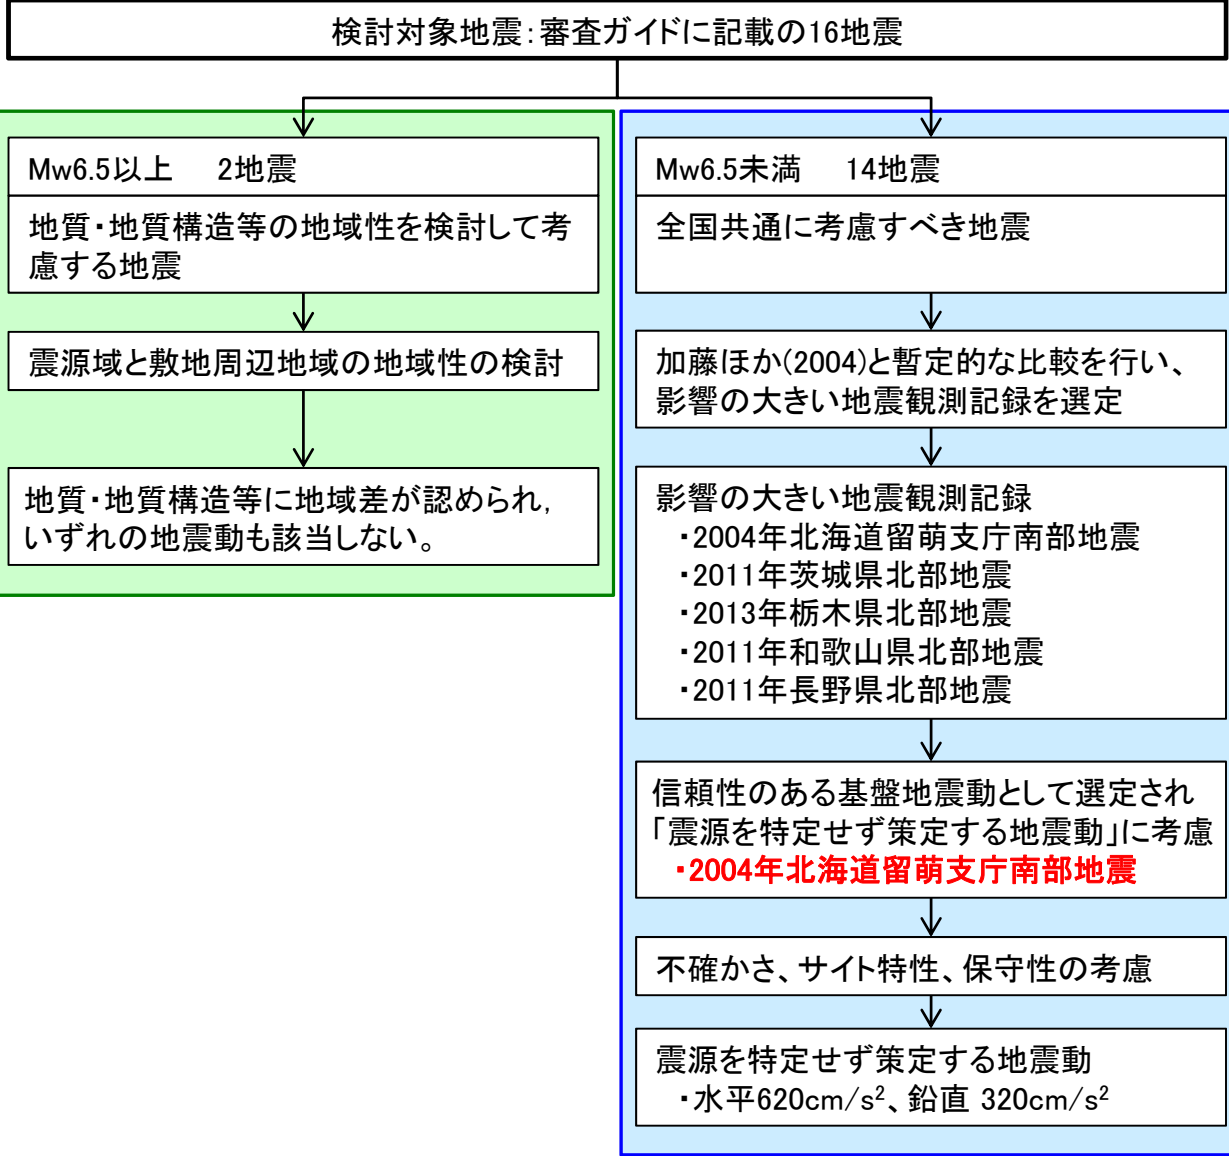 検討対象地震:審査ガイドに記載の16地震
Mw6.5以上 2地震
地質・地質構造等の地域性を検討して考
慮する地震
震源域と敷地周辺地域の地域性の検討
地質・地質構造等に地域差が認められ,
いずれの地震動も該当しない。
Mw6.5未満 14地震
全国共通に考慮すべき地震
加藤ほか(2004)と暫定的な比較を行い、
影響の大きい地震観測記録を選定
影響の大きい地震観測記録
・2004年北海道留萌支庁南部地震
・2011年茨城県北部地震
・2013年栃木県北部地震
・2011年和歌山県北部地震
・2011年長野県北部地震
信頼性のある基盤地震動として選定され
「震源を特定せず策定する地震動」に考慮
・2004年北海道留萌支庁南部地震
不確かさ、サイト特性、保守性の考慮
震源を特定せず策定する地震動
・水平620cm/s²、鉛直 320cm/s²